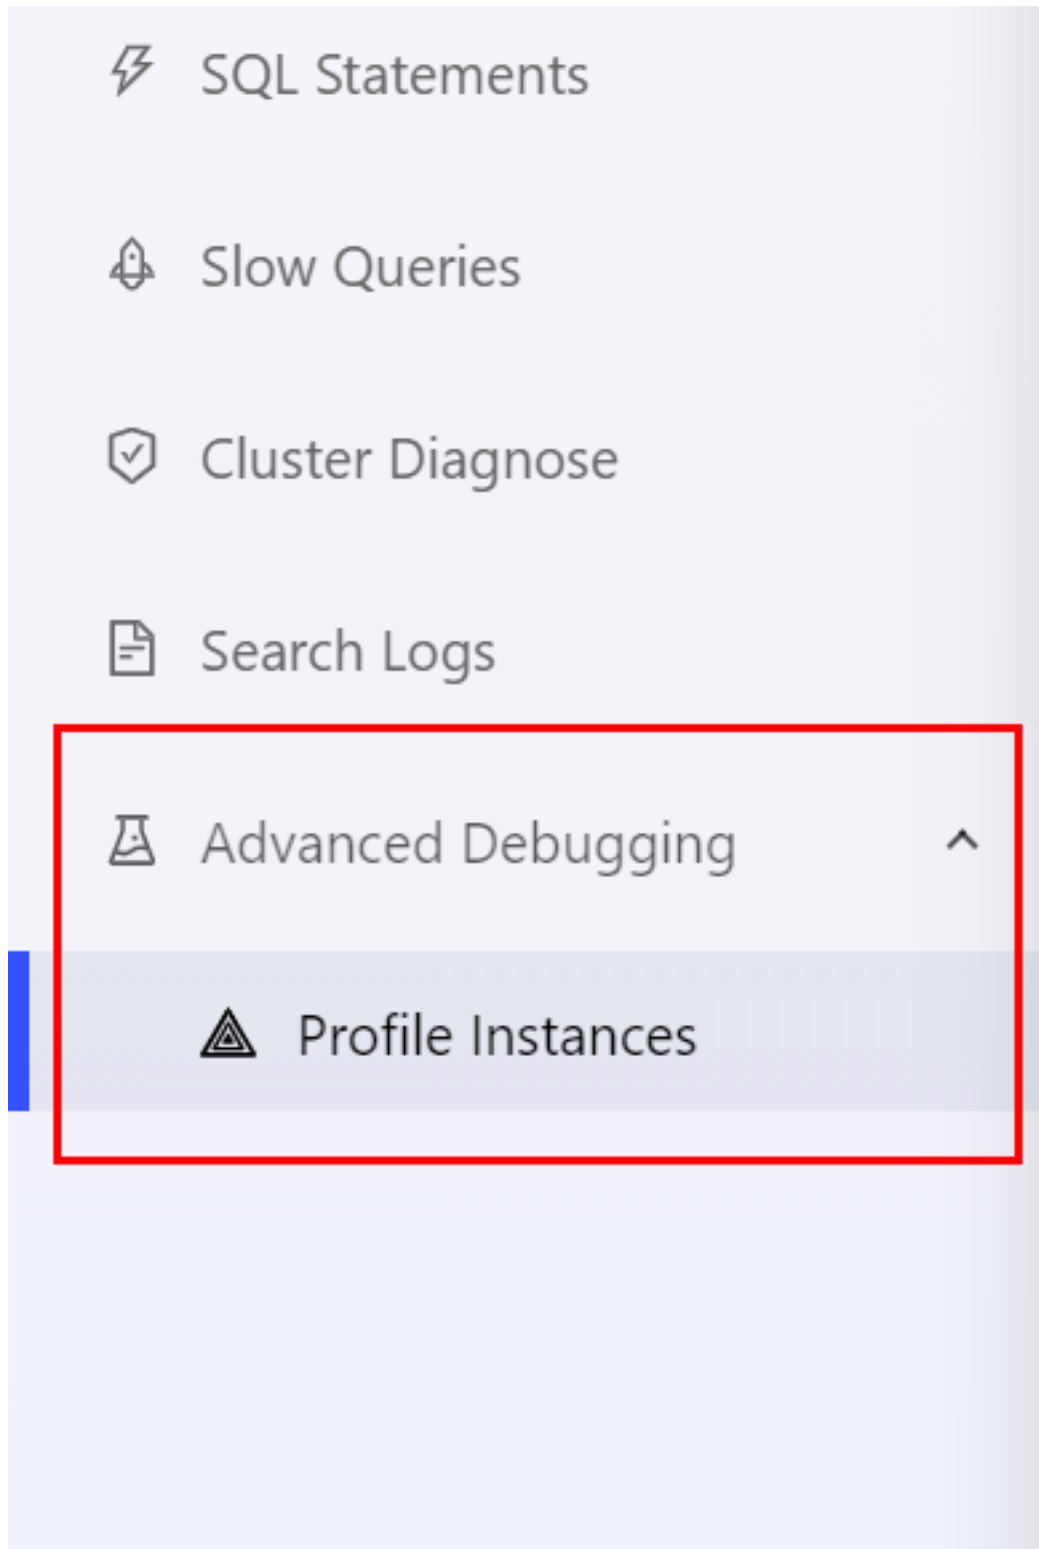 SQL Statements
Slow Queries
Cluster Diagnose
Search Logs
Advanced Debugging
Profile Instances